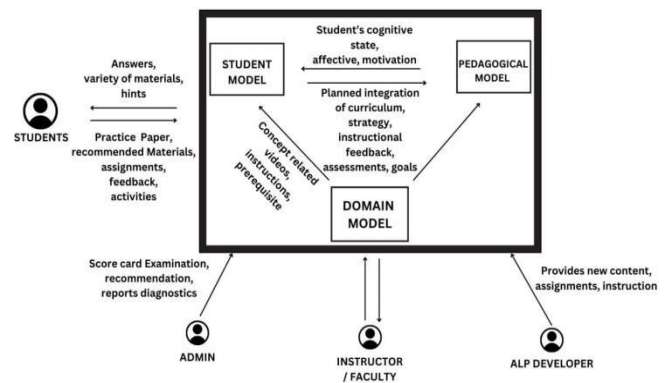 Student's cognitive
state,
affective, motivation
STUDENT
MODEL
PEDAGOGICAL
MODEL
Answers,
variety of materials,
hints
STUDENTS
Practice Paper,
recommended Materials,
assignments,
feedback,
activities
Planned integration
of curriculum,
strategy,
instructional
feedback,
assessments, goals
Concept related
videos,
instructions,
prerequisite
DOMAIN
MODEL
Score card Examination,
recommendation,
reports diagnostics
Provides new content,
assignments, instruction
ADMIN
INSTRUCTOR
/ FACULTY
ALP DEVELOPER